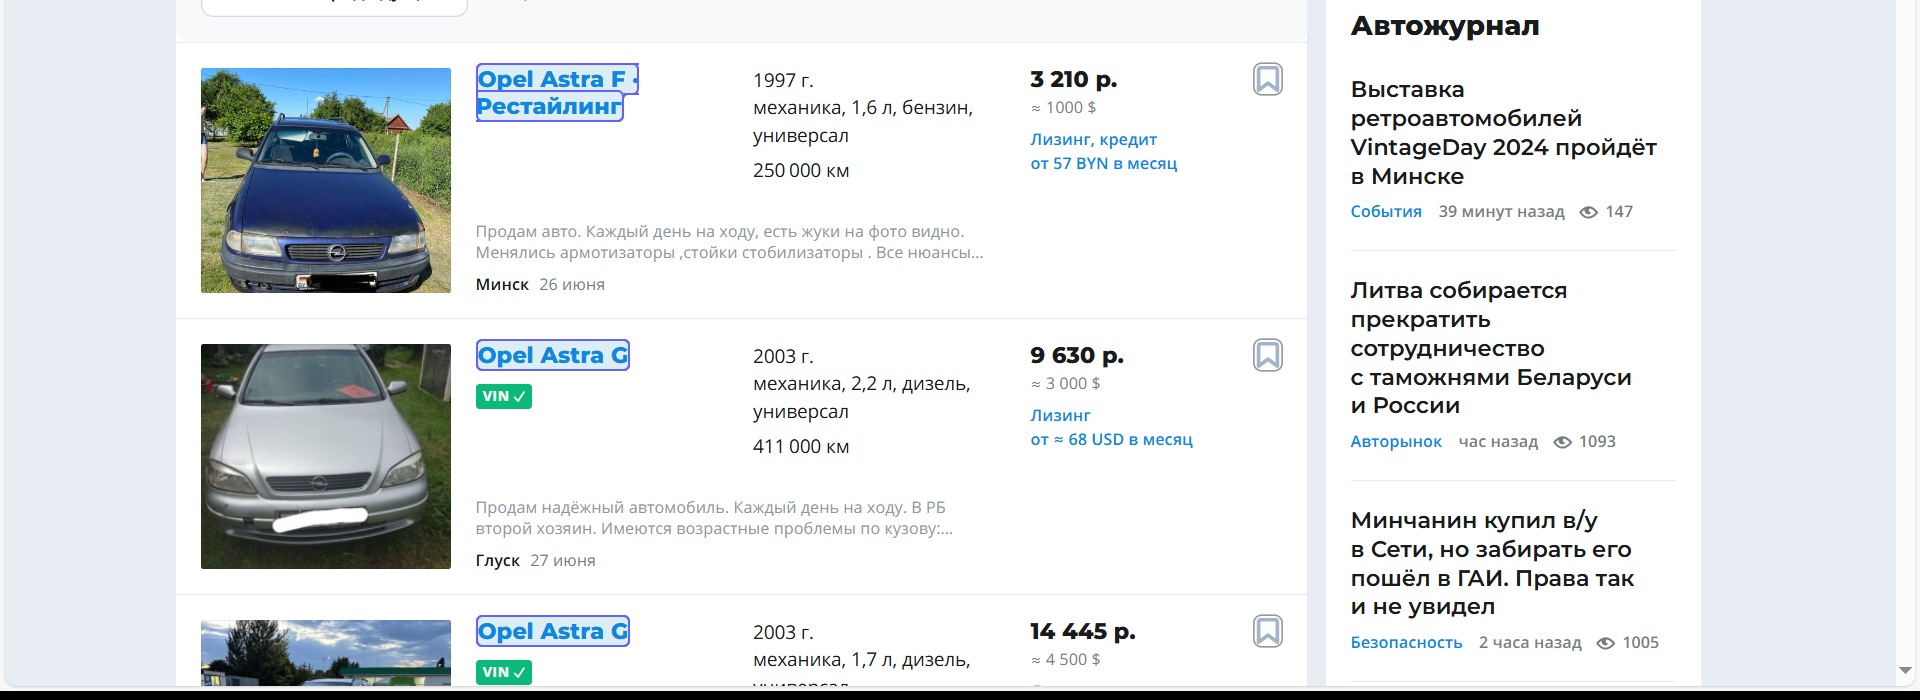 Opel Astra F ·
Рестайлинг
1997 г.
механика, 1,6 л, бензин,
универсал
250 000 км
3 210 р.
≈ 1000 $
Лизинг, кредит
от 57 BYN в месяц
Продам авто. Каждый день на ходу, есть жуки на фото видно.
Менялись армотизаторы ,стойки стобилизаторы . Все нюансы...
Минск 26 июня
Opel Astra G
VIN ✓
2003 г.
механика, 2,2 л, дизель,
универсал
411 000 км
9 630 р.
≈ 3 000 $
Лизинг
от ≈ 68 USD в месяц
Продам надёжный автомобиль. Каждый день на ходу. В РБ
второй хозяин. Имеются возрастные проблемы по кузову:...
Глуск 27 июня
Opel Astra G
VIN ✓
2003 г.
механика, 1,7 л, дизель,
универсал
14 445 р.
≈ 4 500 $
Автожурнал
Выставка
ретроавтомобилей
VintageDay 2024 пройдёт
в Минске
События 39 минут назад 147
Литва собирается
прекратить
сотрудничество
с таможнями Беларуси
и России
Авторынок час назад 1093
Минчанин купил в/у
в Сети, но забирать его
пошёл в ГАИ. Права так
и не увидел
Безопасность 2 часа назад 1005